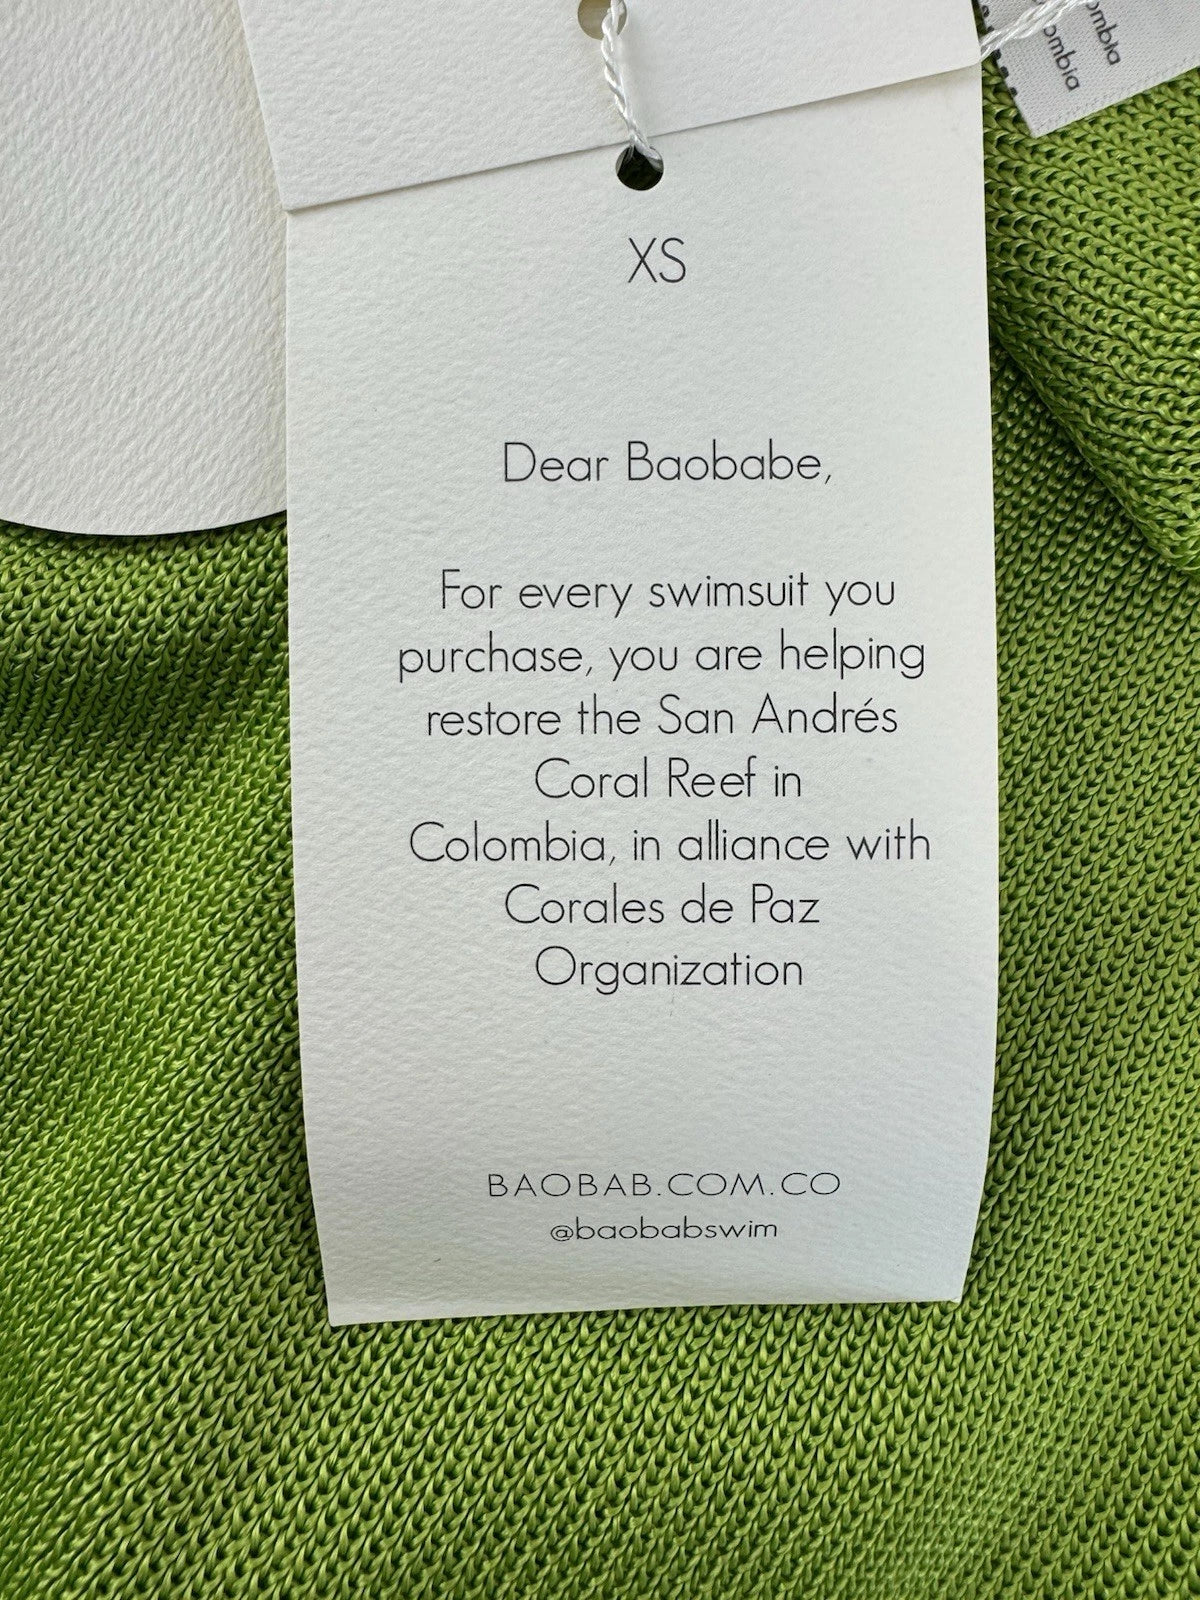 XS
Dear Baobabe,
For every swimsuit you
purchase, you are helping
restore the San Andrés
Coral Reef in
Colombia, in alliance with
Corales de Paz
Organization
BAOBAB.COM.CO
@baobabswim